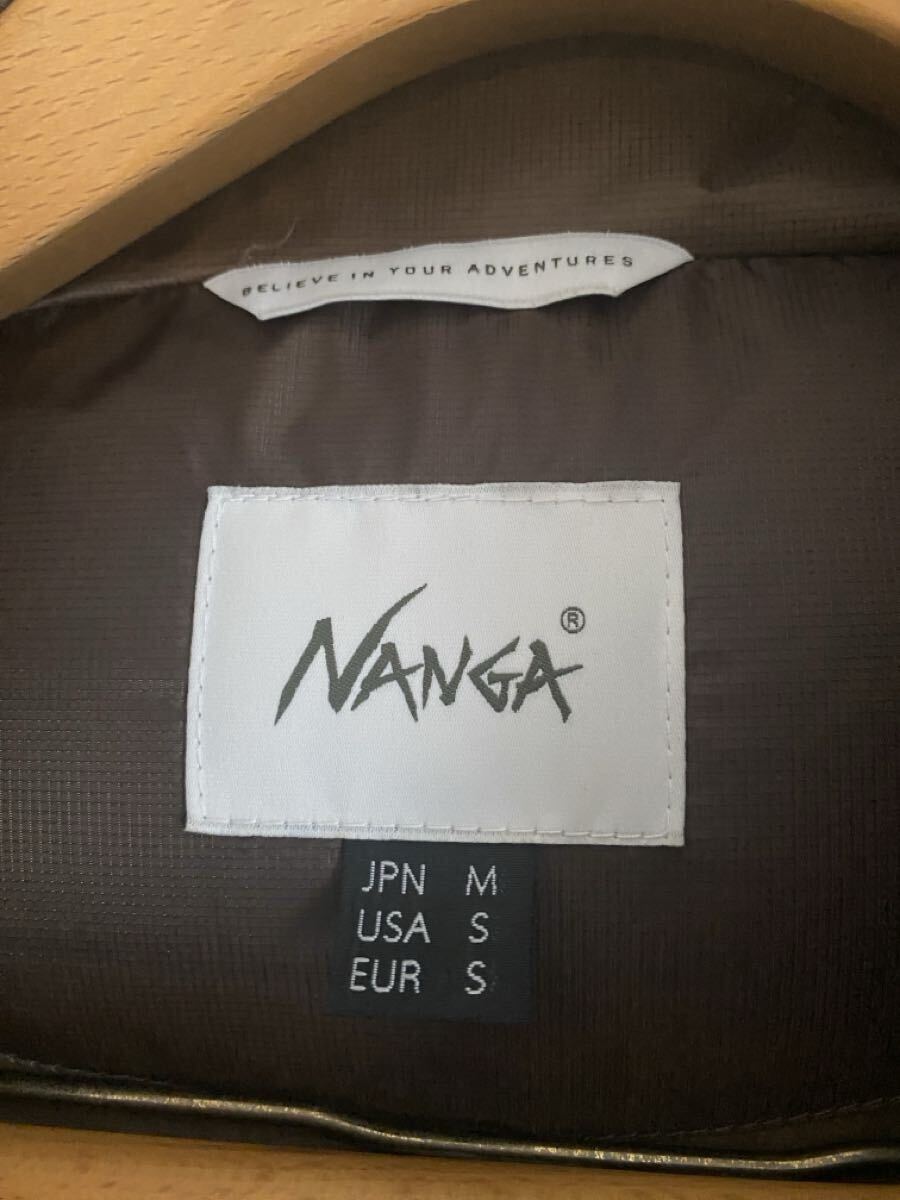 BELIEVE IN YOUR ADVENTURES
NANGA®
JPN M
USA S
EUR S